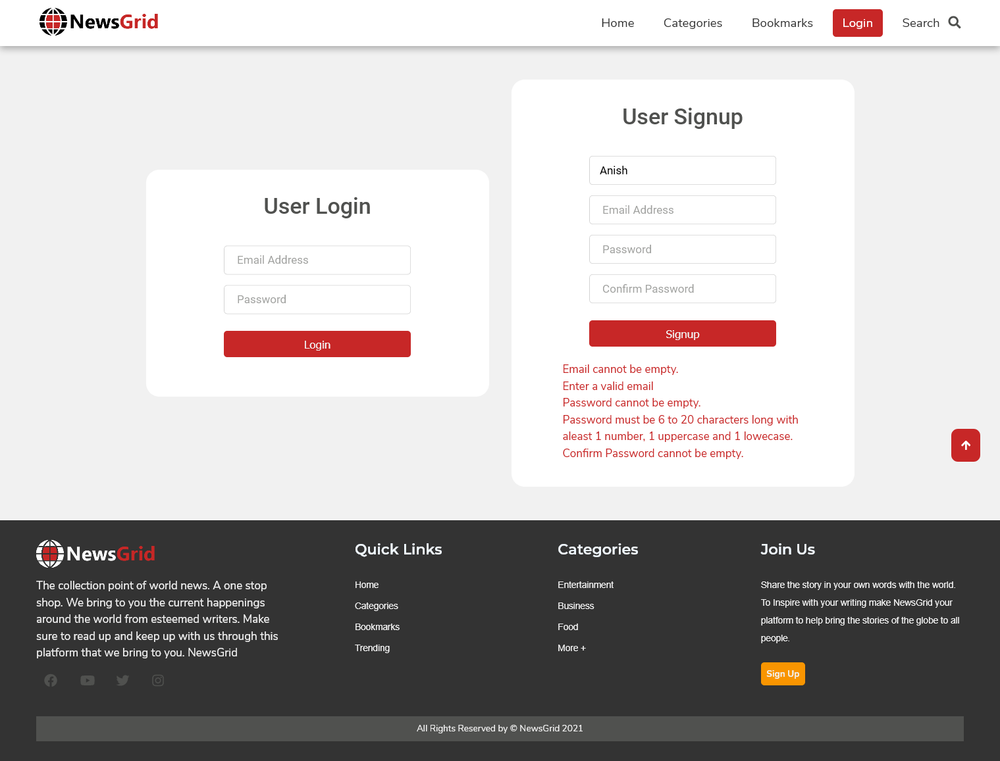 NewsGrid
Home
Categories
Bookmarks
Login
Search
User Login
Email Address
Password
Login
User Signup
Anish
Email Address
Password
Confirm Password
Signup
Email cannot be empty.
Enter a valid email
Password cannot be empty.
Password must be 6 to 20 characters long with
aleast 1 number, 1 uppercase and 1 lowecase.
Confirm Password cannot be empty.
NewsGrid
The collection point of world news. A one stop
shop. We bring to you the current happenings
around the world from esteemed writers. Make
sure to read up and keep up with us through this
platform that we bring to you. NewsGrid
Quick Links
Home
Categories
Bookmarks
Trending
Categories
Entertainment
Business
Food
More +
Join Us
Share the story in your own words with the world.
To Inspire with your writing make NewsGrid your
platform to help bring the stories of the globe to all
people.
Sign Up
All Rights Reserved by © NewsGrid 2021